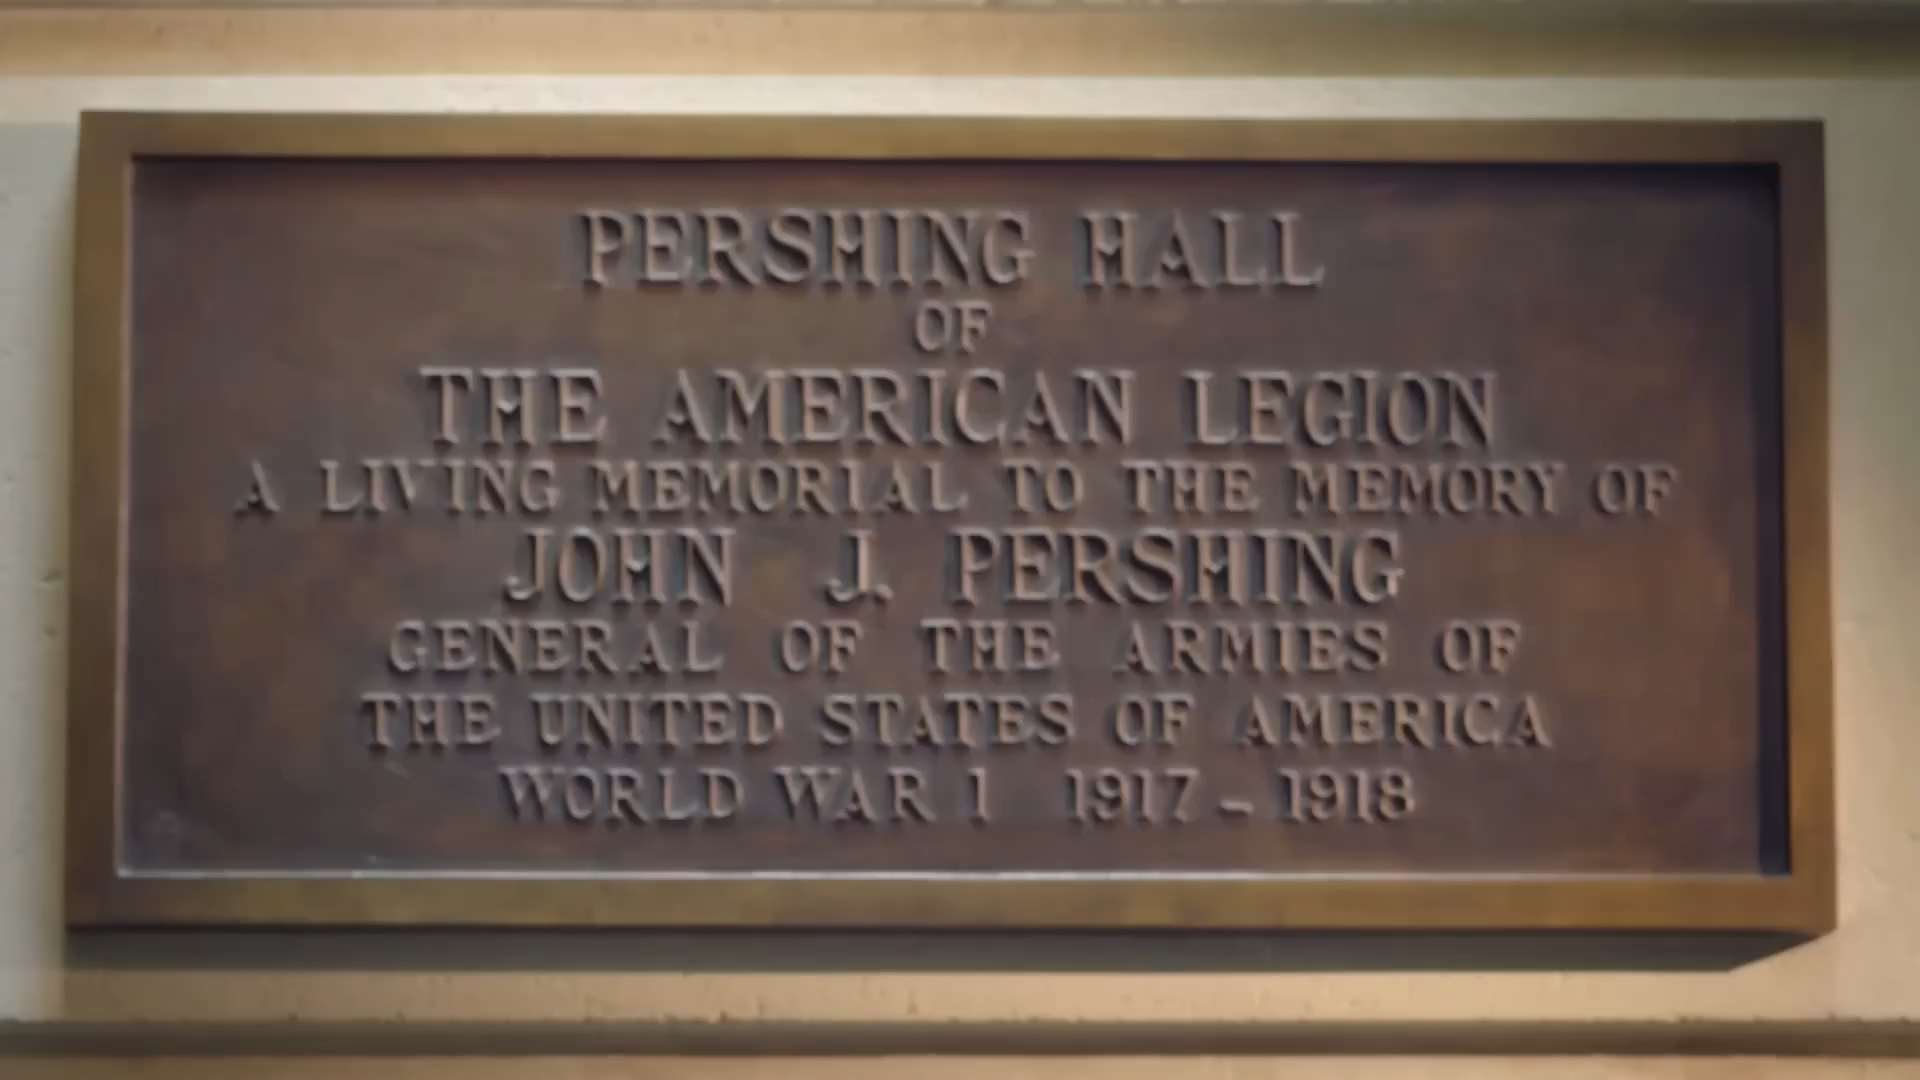 PERSHING HALL
OF
THE AMERICAN LEGION
A LIVING MEMORIAL TO THE MEMORY OF
JOHN J. PERSHING
GENERAL OF THE ARMIES OF
THE UNITED STATES OF AMERICA
WORLD WAR 1 1917 - 1918